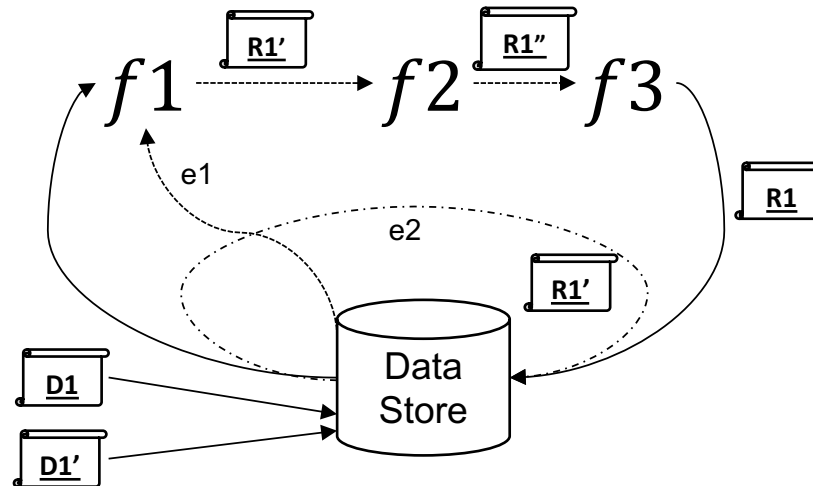 R1’
R1”
f1
f2
f3
e1
R1
e2
R1’
D1
Data
Store
D1’